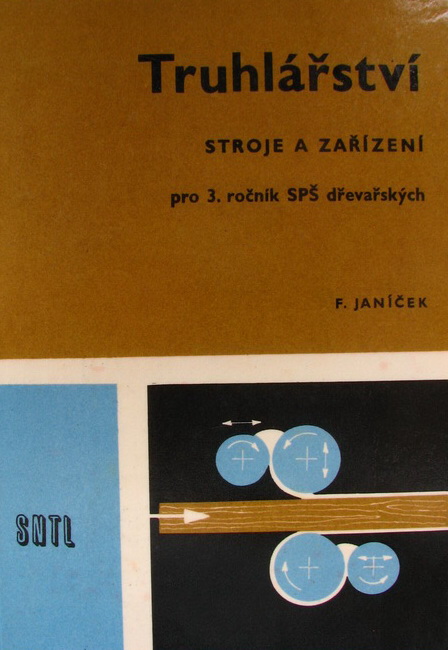 Truhlářství
STROJE A ZAŘÍZENÍ
pro 3. ročník SPŠ dřevařských
F. JANÍČEK
SNTL